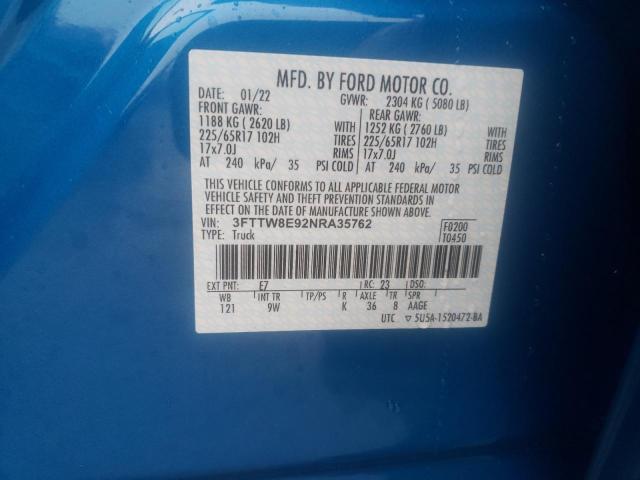 MFD. BY FORD MOTOR CO.
DATE: 01/22 GVWR: 2304 KG ( 5080 LB)
FRONT GAWR: REAR GAWR:
1188 KG ( 2620 LB) WITH 1252 KG ( 2760 LB) WITH
225/65R17 102H TIRES 225/65R17 102H TIRES
17x7.0J RIMS 17x7.0J RIMS
AT 240 kPa/ 35 PSI COLD AT 240 kPa/ 35 PSI COLD
THIS VEHICLE CONFORMS TO ALL APPLICABLE FEDERAL MOTOR
VEHICLE SAFETY AND BUMPER AND THEFT PREVENTION STANDARDS IN
EFFECT ON THE DATE OF MANUFACTURE SHOWN ABOVE.
VIN: 3FTTW8E92NRA35762 F0200
TYPE: Truck T0450
EXT PNT: E7 RC: 23 DSO:
WB INT TR TP/PS R AXLE TR SPR
121 9W K 36 8 AAGE
UTC ▽ 5U5A-1520472-BA